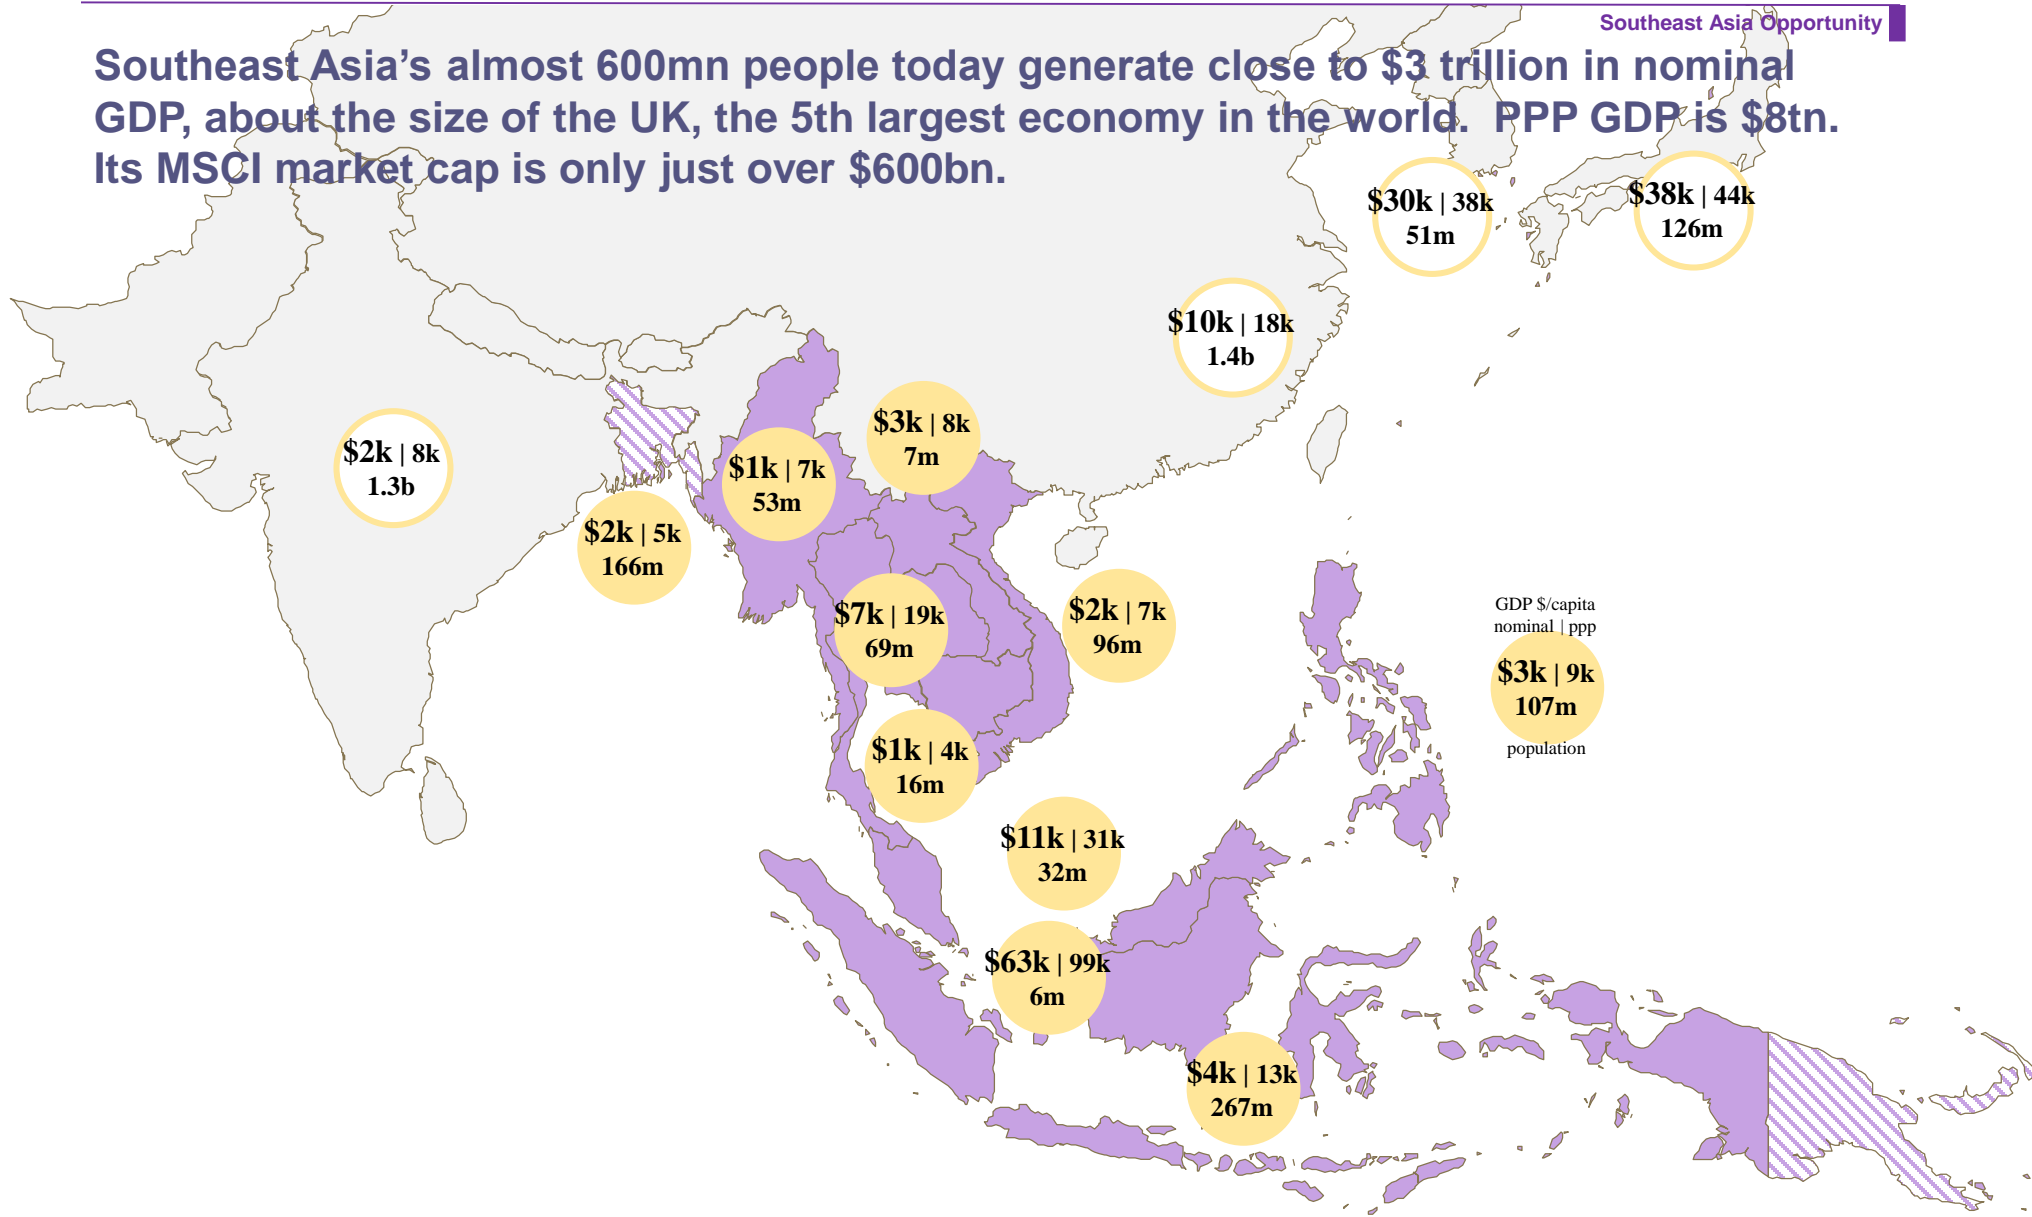 Southeast Asia Opportunity
Southeast Asia’s almost 600mn people today generate close to $3 trillion in nominal
GDP, about the size of the UK, the 5th largest economy in the world.  PPP GDP is $8tn.
Its MSCI market cap is only just over $600bn.
$30k | 38k
51m
$38k | 44k
126m
$10k | 18k
1.4b
$3k | 8k
7m
$2k | 8k
1.3b
$1k | 7k
53m
$2k | 5k
166m
$7k | 19k
69m
$2k | 7k
96m
GDP $/capita
nominal | ppp
$3k | 9k
107m
population
$1k | 4k
16m
$11k | 31k
32m
$63k | 99k
6m
$4k | 13k
267m